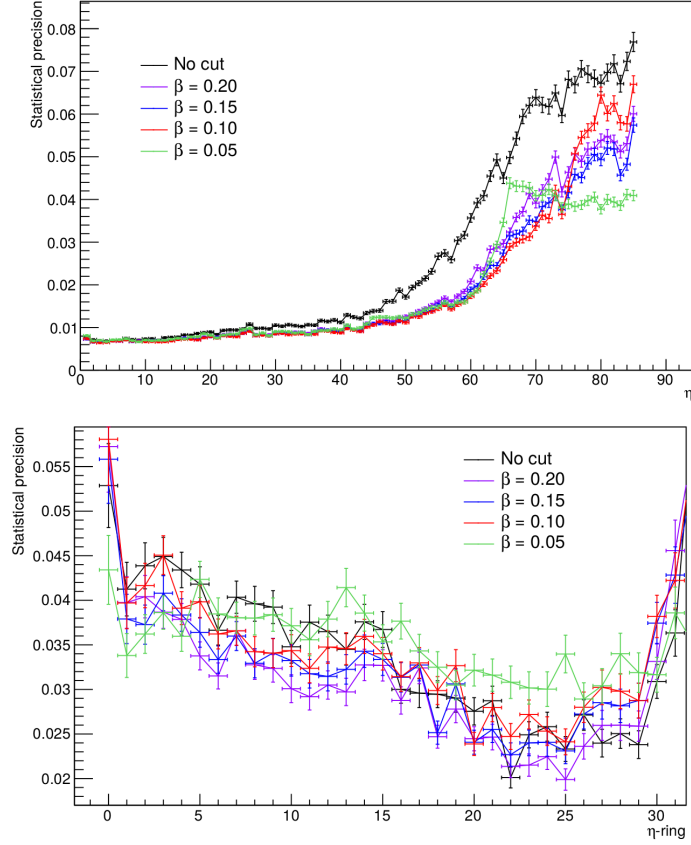 Statistical precision
0.08
0.07
0.06
0.05
0.04
0.03
0.02
0.01
0
No cut
β = 0.20
β = 0.15
β = 0.10
β = 0.05
0 10 20 30 40 50 60 70 80 90
η
Statistical precision
0.055
0.05
0.045
0.04
0.035
0.03
0.025
0.02
No cut
β = 0.20
β = 0.15
β = 0.10
β = 0.05
0 5 10 15 20 25 30
η-ring